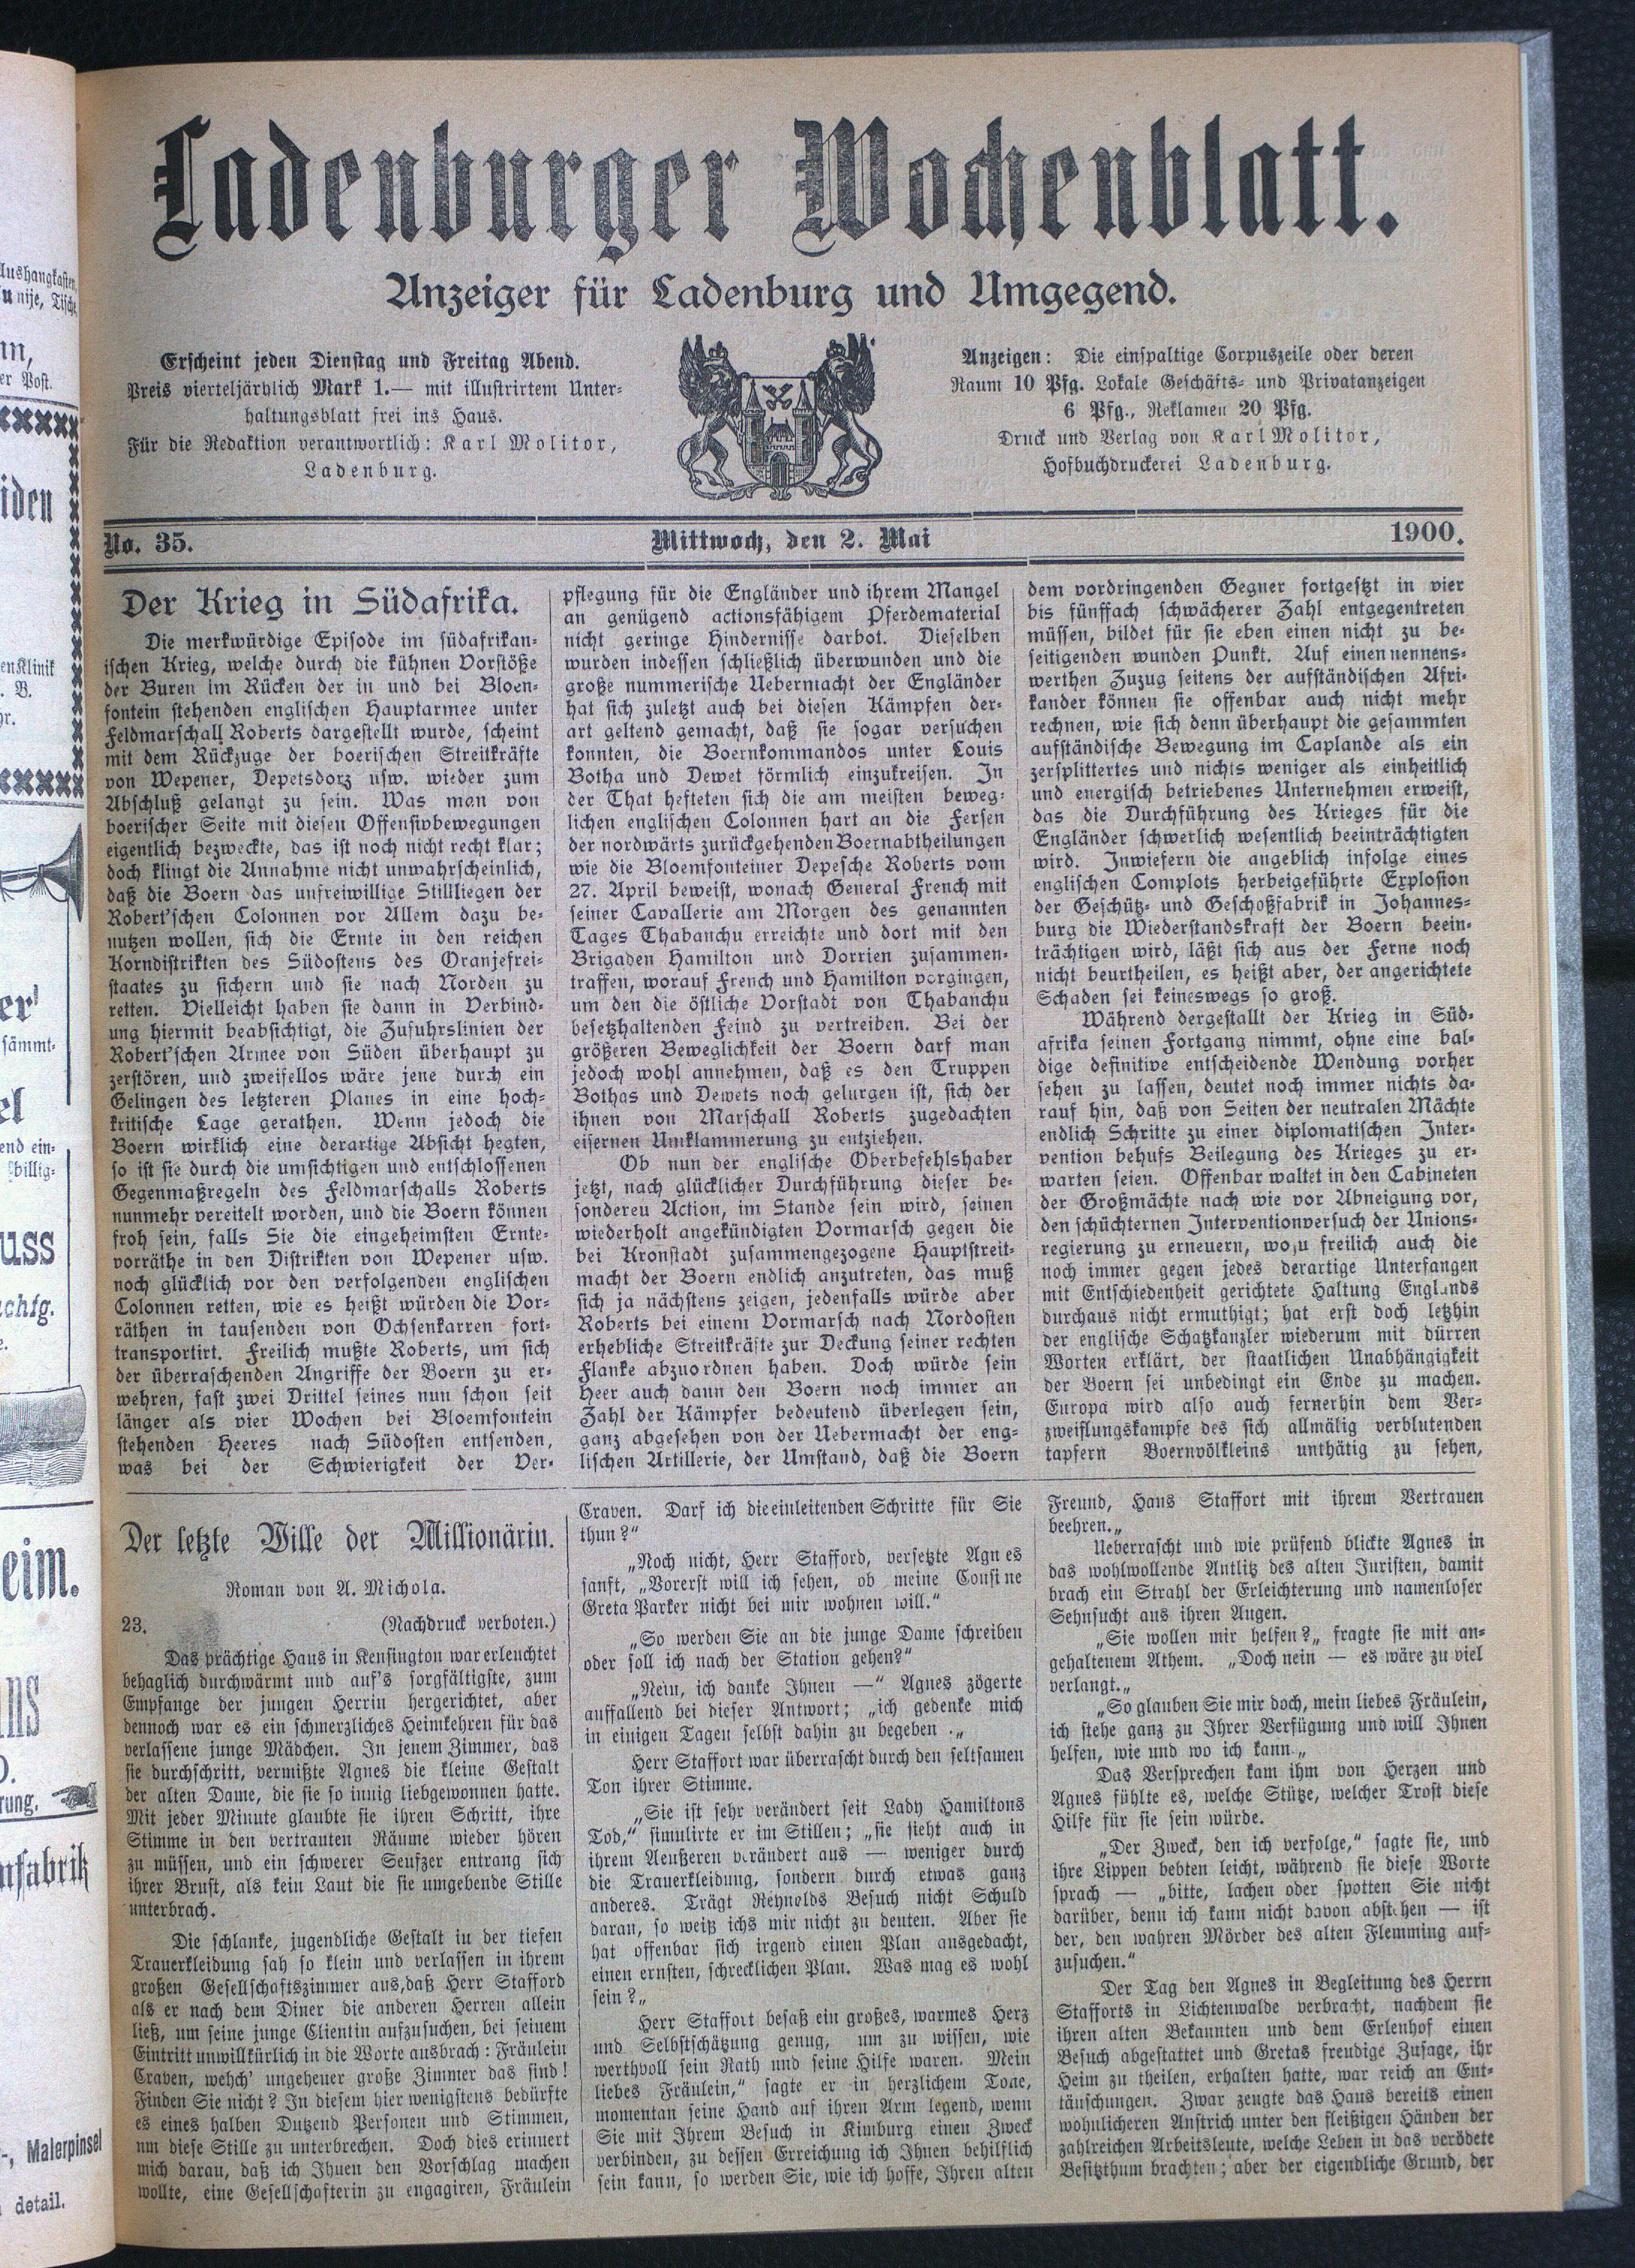 Ladenburger Wochenblatt.
Anzeiger für Ladenburg und Umgegend.
Erscheint jeden Dienstag und Freitag Abend.
Preis vierteljährlich Mark 1.— mit illustrirtem Unter-
haltungsblatt frei ins Haus.
Für die Redaktion verantwortlich: Karl Molitor,
Ladenburg.
Anzeigen: Die einspaltige Corpuszeile oder deren
Raum 10 Pfg. Lokale Geschäfts- und Privatanzeigen
6 Pfg., Reklamen 20 Pfg.
Druck und Verlag von Karl Molitor,
Hofbuchdruckerei Ladenburg.
No. 35.
Mittwoch, den 2. Mai
1900.
Der Krieg in Südafrika.
Die merkwürdige Episode im südafrikan-
ischen Krieg, welche durch die kühnen Vorstöße
der Buren im Rücken der in und bei Bloen-
fontein stehenden englischen Hauptarmee unter
Feldmarschall Roberts dargestellt wurde, scheint
mit dem Rückzuge der boerischen Streitkräfte
von Wepener, Depetsdorz usw. wieder zum
Abschluß gelangt zu sein. Was man von
boerischer Seite mit diesen Offensivbewegungen
eigentlich bezweckte, das ist noch nicht recht klar;
doch klingt die Annahme nicht unwahrscheinlich,
daß die Boern das unfreiwillige Stillliegen der
Robert'schen Colonnen vor Allem dazu be-
nutzen wollen, sich die Ernte in den reichen
Korndistrikten des Südostens des Oranjefrei-
staates zu sichern und sie nach Norden zu
retten. Vielleicht haben sie dann in Verbind-
ung hiermit beabsichtigt, die Zufuhrslinien der
Robert'schen Armee von Süden überhaupt zu
zerstören, und zweifellos wäre jene durch ein
Gelingen des letzteren Planes in eine hoch-
kritische Lage gerathen. Wenn jedoch die
Boern wirklich eine derartige Absicht hegten,
so ist sie durch die umsichtigen und entschlossenen
Gegenmaßregeln des Feldmarschalls Roberts
nunmehr vereitelt worden, und die Boern können
froh sein, falls Sie die eingeheimsten Ernte-
vorräthe in den Distrikten von Wepener usw.
noch glücklich vor den verfolgenden englischen
Colonnen retten, wie es heißt würden die Vor-
räthen in tausenden von Ochsenkarren fort-
transportirt. Freilich mußte Roberts, um sich
der überraschenden Angriffe der Boern zu er-
wehren, fast zwei Drittel seines nun schon seit
länger als vier Wochen bei Bloemfontein
stehenden Heeres nach Südosten entsenden,
was bei der Schwierigkeit der Ver-
pflegung für die Engländer und ihrem Mangel
an genügend actionsfähigem Pferdematerial
nicht geringe Hindernisse darbot. Dieselben
wurden indessen schließlich überwunden und die
große nummerische Uebermacht der Engländer
hat sich zuletzt auch bei diesen Kämpfen der-
art geltend gemacht, daß sie sogar versuchen
konnten, die Boernkommandos unter Louis
Botha und Dewet förmlich einzukreisen. In
der That hefteten sich die am meisten beweg-
lichen englischen Colonnen hart an die Fersen
der nordwärts zurückgehenden Boernabtheilungen
wie die Bloemfonteiner Depesche Roberts vom
27. April beweist, wonach General French mit
seiner Cavallerie am Morgen des genannten
Tages Thabanchu erreichte und dort mit den
Brigaden Hamilton und Dorrien zusammen-
traffen, worauf French und Hamilton vorgingen,
um den die östliche Vorstadt von Thabanchu
besetzhaltenden Feind zu vertreiben. Bei der
größeren Beweglichkeit der Boern darf man
jedoch wohl annehmen, daß es den Truppen
Bothas und Dewets noch gelurgen ist, sich der
ihnen von Marschall Roberts zugedachten
eisernen Umklammerung zu entziehen.
Ob nun der englische Oberbefehlshaber
jetzt, nach glücklicher Durchführung dieser be-
sonderen Action, im Stande sein wird, seinen
wiederholt angekündigten Vormarsch gegen die
bei Kronstadt zusammengezogene Hauptstreit-
macht der Boern endlich anzutreten, das muß
sich ja nächstens zeigen, jedenfalls würde aber
Roberts bei einem Vormarsch nach Nordosten
erhebliche Streitkräfte zur Deckung seiner rechten
Flanke abzuordnen haben. Doch würde sein
Heer auch dann den Boern noch immer an
Zahl der Kämpfer bedeutend überlegen sein,
ganz abgesehen von der Uebermacht der eng-
lischen Artillerie, der Umstand, daß die Boern
dem vordringenden Gegner fortgesetzt in vier
bis fünffach schwächerer Zahl entgegentreten
müssen, bildet für sie eben einen nicht zu be-
seitigenden wunden Punkt. Auf einen nennens-
werthen Zuzug seitens der aufständischen Afri-
kander können sie offenbar auch nicht mehr
rechnen, wie sich denn überhaupt die gesammten
aufständische Bewegung im Caplande als ein
zersplittertes und nichts weniger als einheitlich
und energisch betriebenes Unternehmen erweist,
das die Durchführung des Krieges für die
Engländer schwerlich wesentlich beeinträchtigten
wird. Inwiefern die angeblich infolge eines
englischen Complots herbeigeführte Explosion
der Geschütz- und Geschoßfabrik in Johannes-
burg die Wiederstandskraft der Boern beein-
trächtigen wird, läßt sich aus der Ferne noch
nicht beurtheilen, es heißt aber, der angerichtete
Schaden sei keineswegs so groß.
Während dergestallt der Krieg in Süd-
afrika seinen Fortgang nimmt, ohne eine bal-
dige definitive entscheidende Wendung vorher
sehen zu lassen, deutet noch immer nichts da-
rauf hin, daß von Seiten der neutralen Mächte
endlich Schritte zu einer diplomatischen Inter-
vention behufs Beilegung des Krieges zu er-
warten seien. Offenbar waltet in den Cabineten
der Großmächte nach wie vor Abneigung vor,
den schüchternen Interventionversuch der Unions-
regierung zu erneuern, wozu freilich auch die
noch immer gegen jedes derartige Unterfangen
mit Entschiedenheit gerichtete Haltung Englands
durchaus nicht ermuthigt; hat erst doch letzhin
der englische Schatzkanzler wiederum mit dürren
Worten erklärt, der staatlichen Unabhängigkeit
der Boern sei unbedingt ein Ende zu machen.
Europa wird also auch fernerhin dem Ver-
zweiflungskampfe des sich allmälig verblutenden
tapfern Boernvölkleins unthätig zu sehen,
Der letzte Wille der Millionärin.
Roman von A. Michola.
23. (Nachdruck verboten.)
Das prächtige Haus in Kensington war erleuchtet
behaglich durchwärmt und auf's sorgfältigste, zum
Empfange der jungen Herrin hergerichtet, aber
dennoch war es ein schmerzliches Heimkehren für das
verlassene junge Mädchen. In jenem Zimmer, das
sie durchschritt, vermißte Agnes die kleine Gestalt
der alten Dame, die sie so innig liebgewonnen hatte.
Mit jeder Minute glaubte sie ihren Schritt, ihre
Stimme in den vertrauten Räume wieder hören
zu müssen, und ein schwerer Seufzer entrang sich
ihrer Brust, als kein Laut die sie umgebende Stille
unterbrach.
Die schlanke, jugendliche Gestalt in der tiefen
Trauerkleidung sah so klein und verlassen in ihrem
großen Gesellschaftszimmer aus, daß Herr Stafford
als er nach dem Diner die anderen Herren allein
ließ, um seine junge Clientin aufzusuchen, bei seinem
Eintritt unwillkürlich in die Worte ausbrach: Fräulein
Craven, welch' ungeheuer große Zimmer das sind!
Finden Sie nicht? In diesem hier wenigstens bedürfte
es eines halben Dutzend Personen und Stimmen,
um diese Stille zu unterbrechen. Doch dies erinnert
mich daran, daß ich Ihnen den Vorschlag machen
wollte, eine Gesellschafterin zu engagiren, Fräulein
Craven. Darf ich die einleitenden Schritte für Sie
thun?“
„Noch nicht, Herr Stafford, versetzte Agnes
sanft, „Vorerst will ich sehen, ob meine Cousine
Greta Parker nicht bei mir wohnen will.“
„So werden Sie an die junge Dame schreiben
oder soll ich nach der Station gehen?“
„Nein, ich danke Ihnen —“ Agnes zögerte
auffallend bei dieser Antwort; „ich gedenke mich
in einigen Tagen selbst dahin zu begeben .„
Herr Staffort war überrascht durch den seltsamen
Ton ihrer Stimme.
„Sie ist sehr verändert seit Lady Hamiltons
Tod,“ simulirte er im Stillen; „sie sieht auch in
ihrem Aeußeren verändert aus — weniger durch
die Trauerkleidung, sondern durch etwas ganz
anderes. Trägt Reynolds Besuch nicht Schuld
daran, so weiß ichs mir nicht zu deuten. Aber sie
hat offenbar sich irgend einen Plan ausgedacht,
einen ernsten, schrecklichen Plan. Was mag es wohl
sein?„
Herr Staffort besaß ein großes, warmes Herz
und Selbstschätzung genug, um zu wissen, wie
werthvoll sein Rath und seine Hilfe waren. Mein
liebes Fräulein,“ sagte er in herzlichem Tone,
momentan seine Hand auf ihren Arm legend, wenn
Sie mit Ihrem Besuch in Kimburg einen Zweck
verbinden, zu dessen Erreichung ich Ihnen behilflich
sein kann, so werden Sie, wie ich hoffe, Ihren alten
Freund, Hans Staffort mit ihrem Vertrauen
beehren.„
Ueberrascht und wie prüfend blickte Agnes in
das wohlwollende Antlitz des alten Juristen, damit
brach ein Strahl der Erleichterung und namenloser
Sehnsucht aus ihren Augen.
„Sie wollen mir helfen?„ fragte sie mit an-
gehaltenem Athem. „Doch nein — es wäre zu viel
verlangt.„
„So glauben Sie mir doch, mein liebes Fräulein,
ich stehe ganz zu Ihrer Verfügung und will Ihnen
helfen, wie und wo ich kann.„
Das Versprechen kam ihm von Herzen und
Agnes fühlte es, welche Stütze, welcher Trost diese
Hilfe für sie sein würde.
„Der Zweck, den ich verfolge,“ sagte sie, und
ihre Lippen bebten leicht, während sie diese Worte
sprach — „bitte, lachen oder spotten Sie nicht
darüber, denn ich kann nicht davon abstehen — ist
der, den wahren Mörder des alten Flemming auf-
zusuchen.“
Der Tag den Agnes in Begleitung des Herrn
Stafforts in Lichtenwalde verbracht, nachdem sie
ihren alten Bekannten und dem Erlenhof einen
Besuch abgestattet und Gretas freudige Zusage, ihr
Heim zu theilen, erhalten hatte, war reich an Ent-
täuschungen. Zwar zeugte das Haus bereits einen
wohnlicheren Anstrich unter den fleißigen Händen der
zahlreichen Arbeitsleute, welche Leben in das verödete
Besitzthum brachten; aber der eigendliche Grund, der